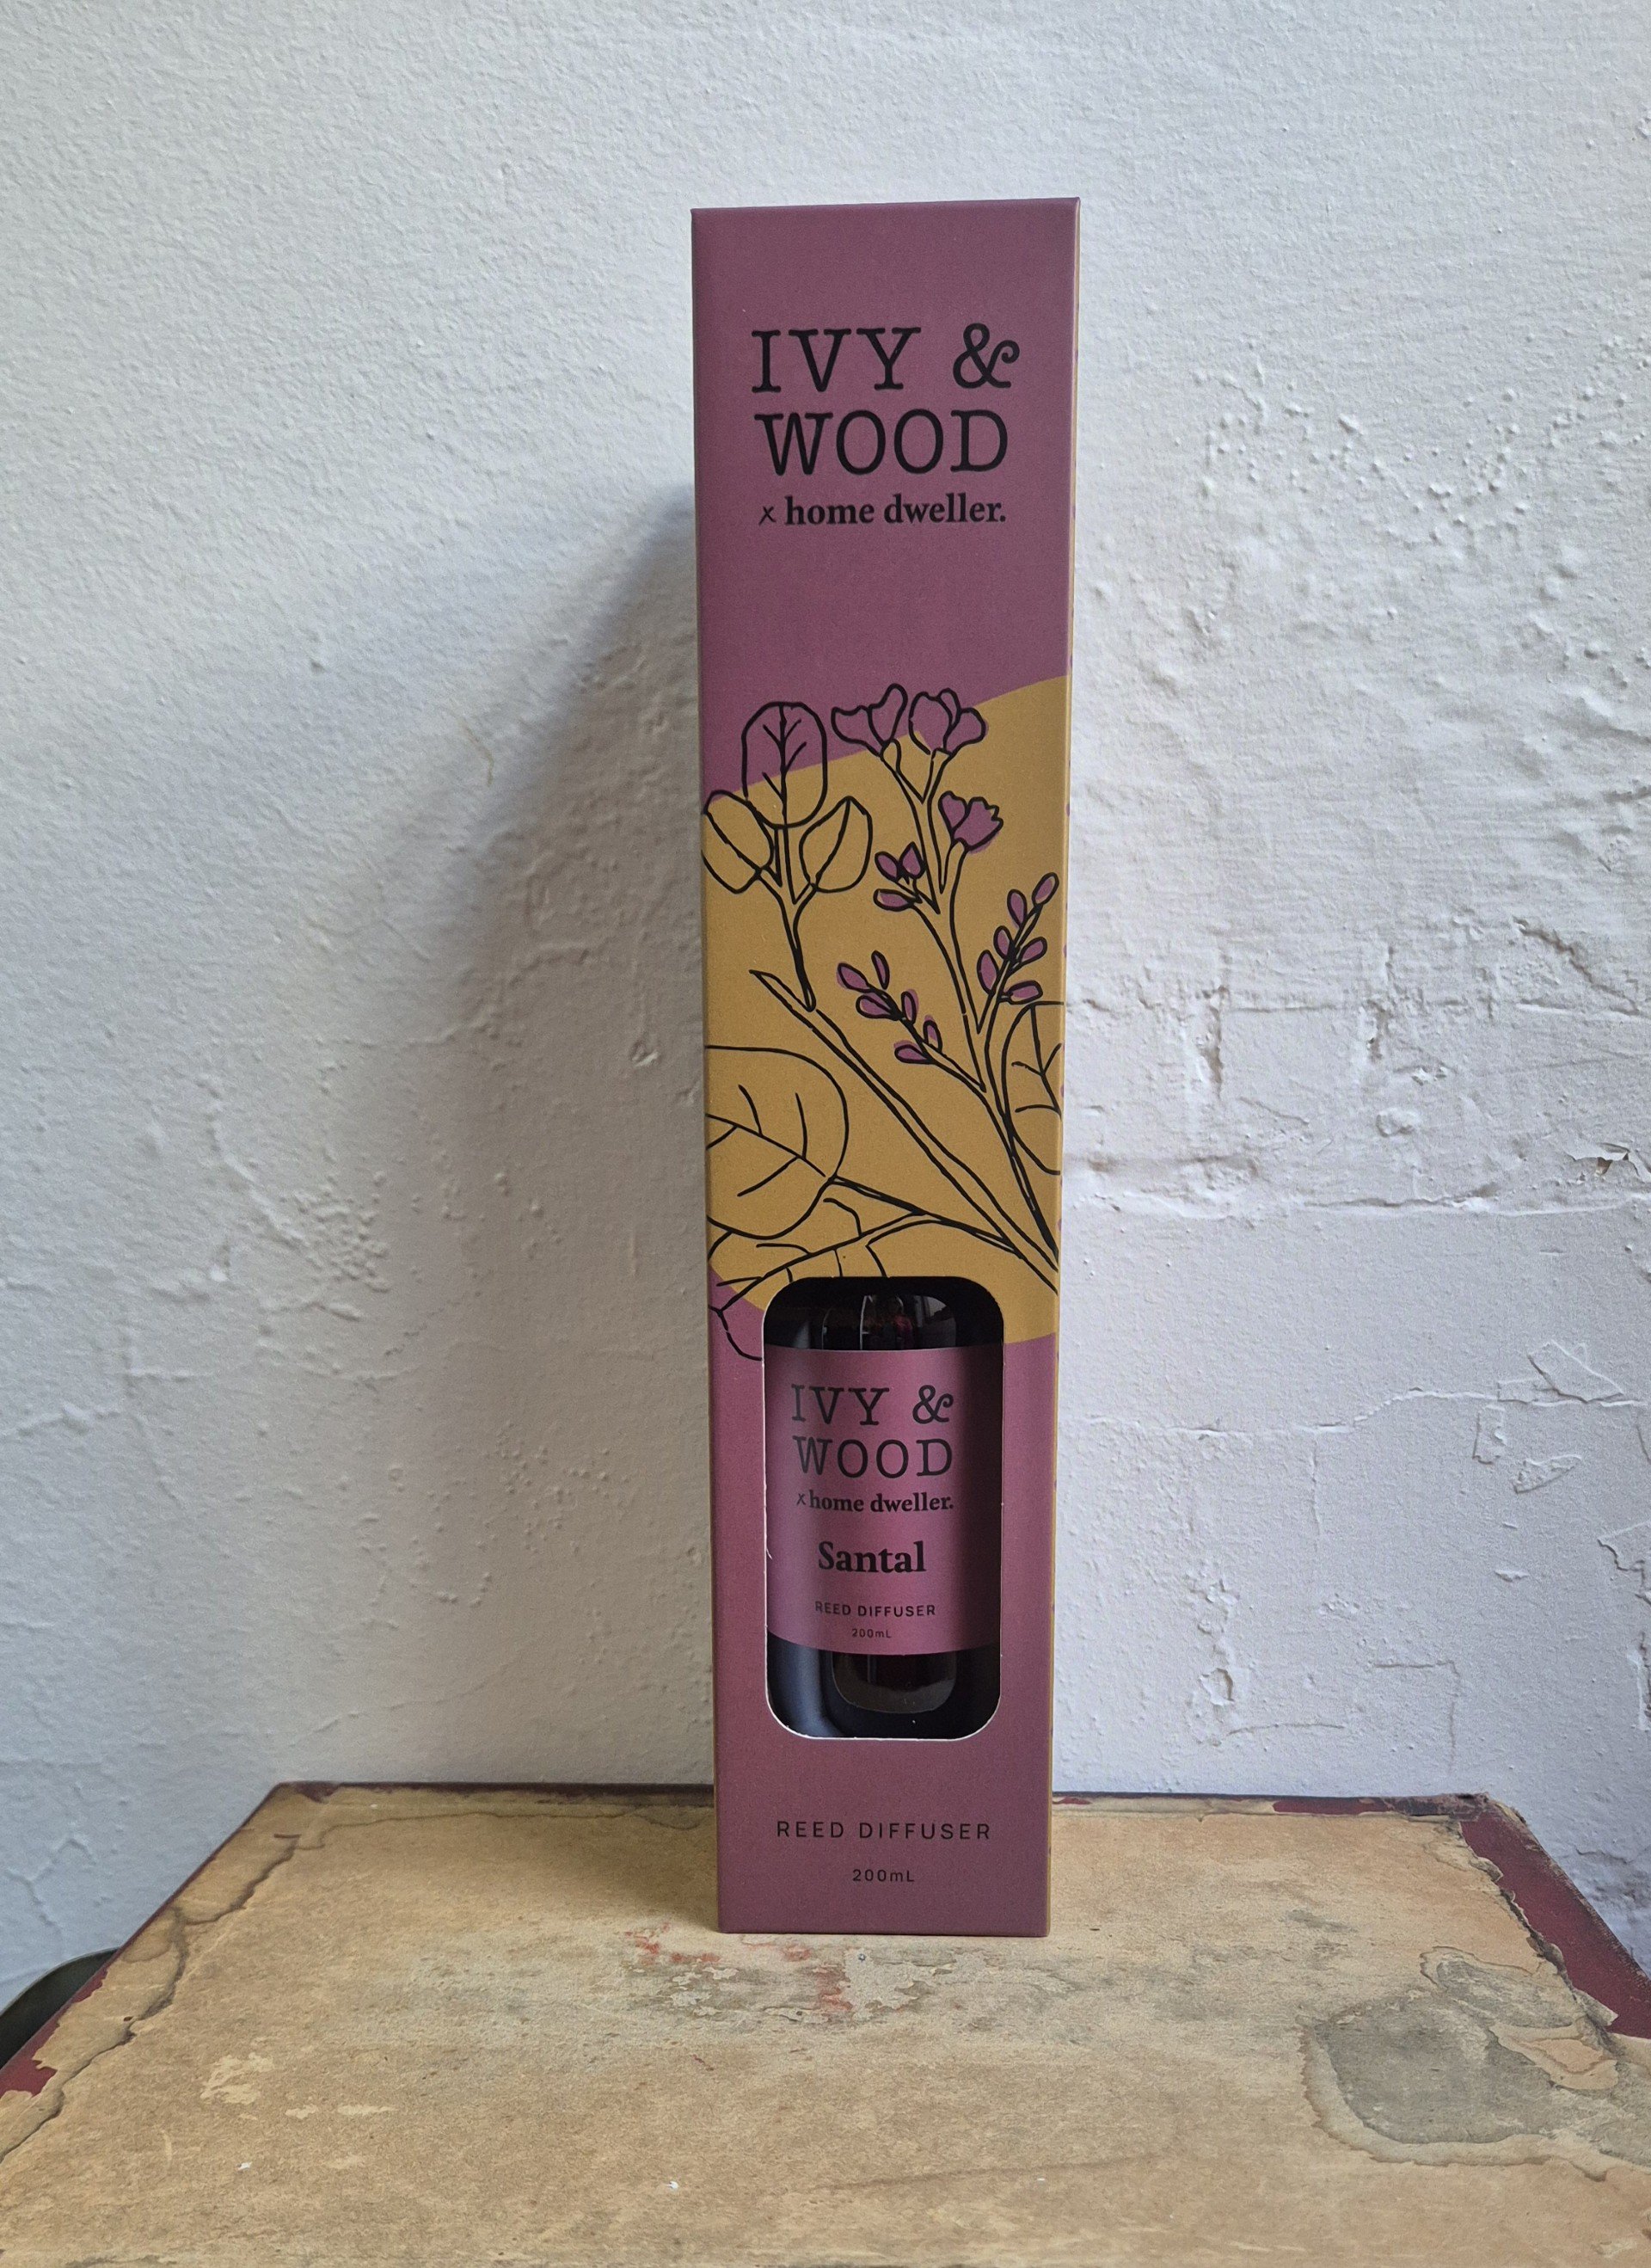 IVY &
WOOD
x home dweller.
IVY &
WOOD
x home dweller.
Santal
REED DIFFUSER
200mL
REED DIFFUSER
200mL